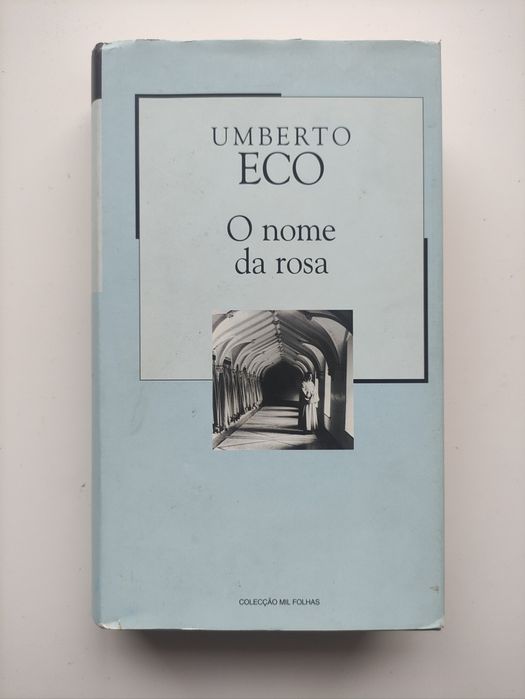 UMBERTO
ECO
O nome
da rosa
COLECÇÃO MIL FOLHAS